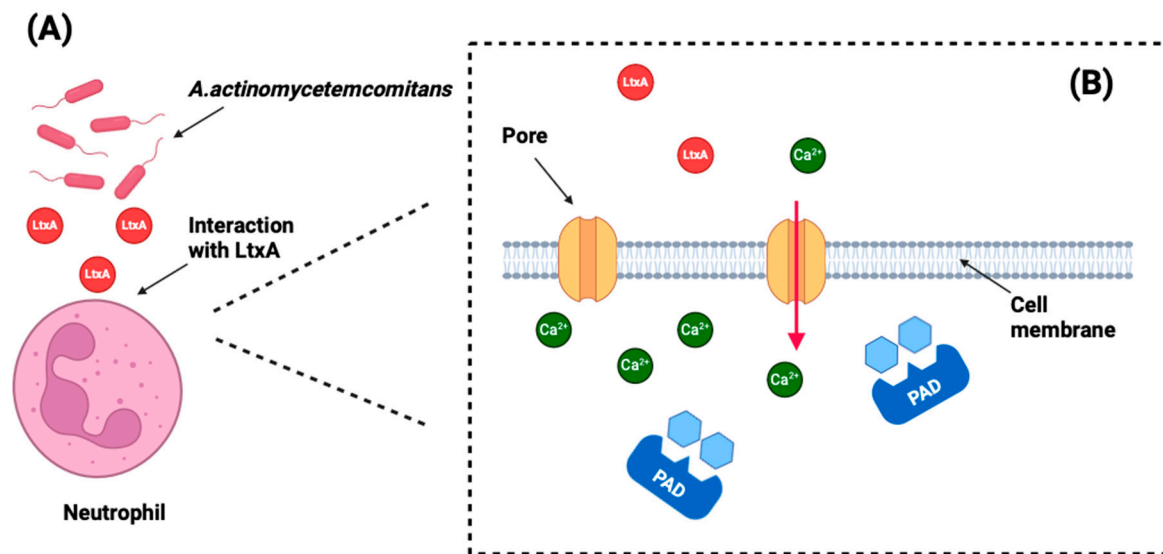 (A)
A.actinomycetemcomitans
LtxA
LtxA
LtxA
Interaction
with LtxA
Neutrophil
(B)
LtxA
LtxA
Ca²⁺
Pore
Cell
membrane
Ca²⁺
Ca²⁺
Ca²⁺
Ca²⁺
PAD
PAD